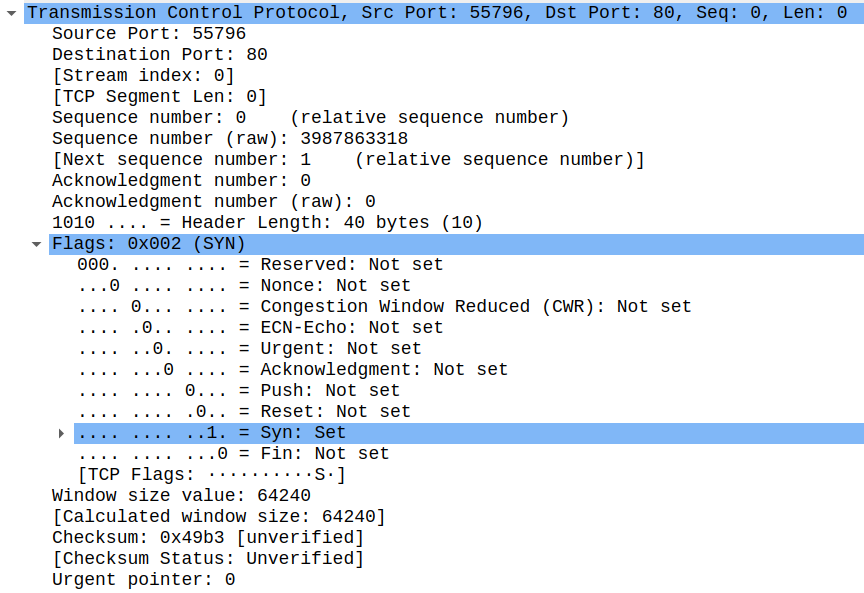 Transmission Control Protocol, Src Port: 55796, Dst Port: 80, Seq: 0, Len: 0
Source Port: 55796
Destination Port: 80
[Stream index: 0]
[TCP Segment Len: 0]
Sequence number: 0    (relative sequence number)
Sequence number (raw): 3987863318
[Next sequence number: 1    (relative sequence number)]
Acknowledgment number: 0
Acknowledgment number (raw): 0
1010 .... = Header Length: 40 bytes (10)
Flags: 0x002 (SYN)
000. .... .... = Reserved: Not set
...0 .... .... = Nonce: Not set
.... 0... .... = Congestion Window Reduced (CWR): Not set
.... .0.. .... = ECN-Echo: Not set
.... ..0. .... = Urgent: Not set
.... ...0 .... = Acknowledgment: Not set
.... .... 0... = Push: Not set
.... .... .0.. = Reset: Not set
.... .... ..1. = Syn: Set
.... .... ...0 = Fin: Not set
[TCP Flags: ··········S·]
Window size value: 64240
[Calculated window size: 64240]
Checksum: 0x49b3 [unverified]
[Checksum Status: Unverified]
Urgent pointer: 0